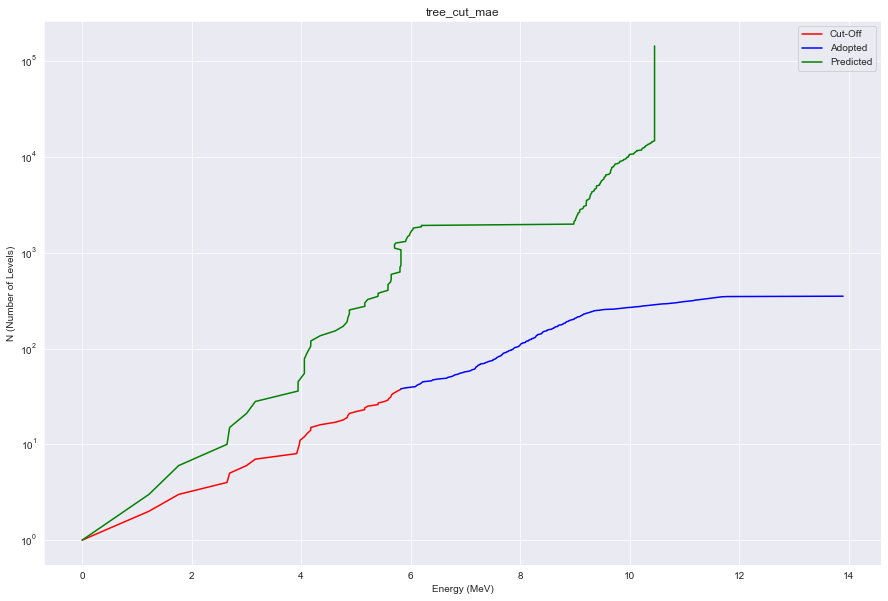 tree_cut_mae
Cut-Off
Adopted
Predicted
N (Number of Levels)
10^5
10^4
10^3
10^2
10^1
10^0
0 2 4 6 8 10 12 14
Energy (MeV)